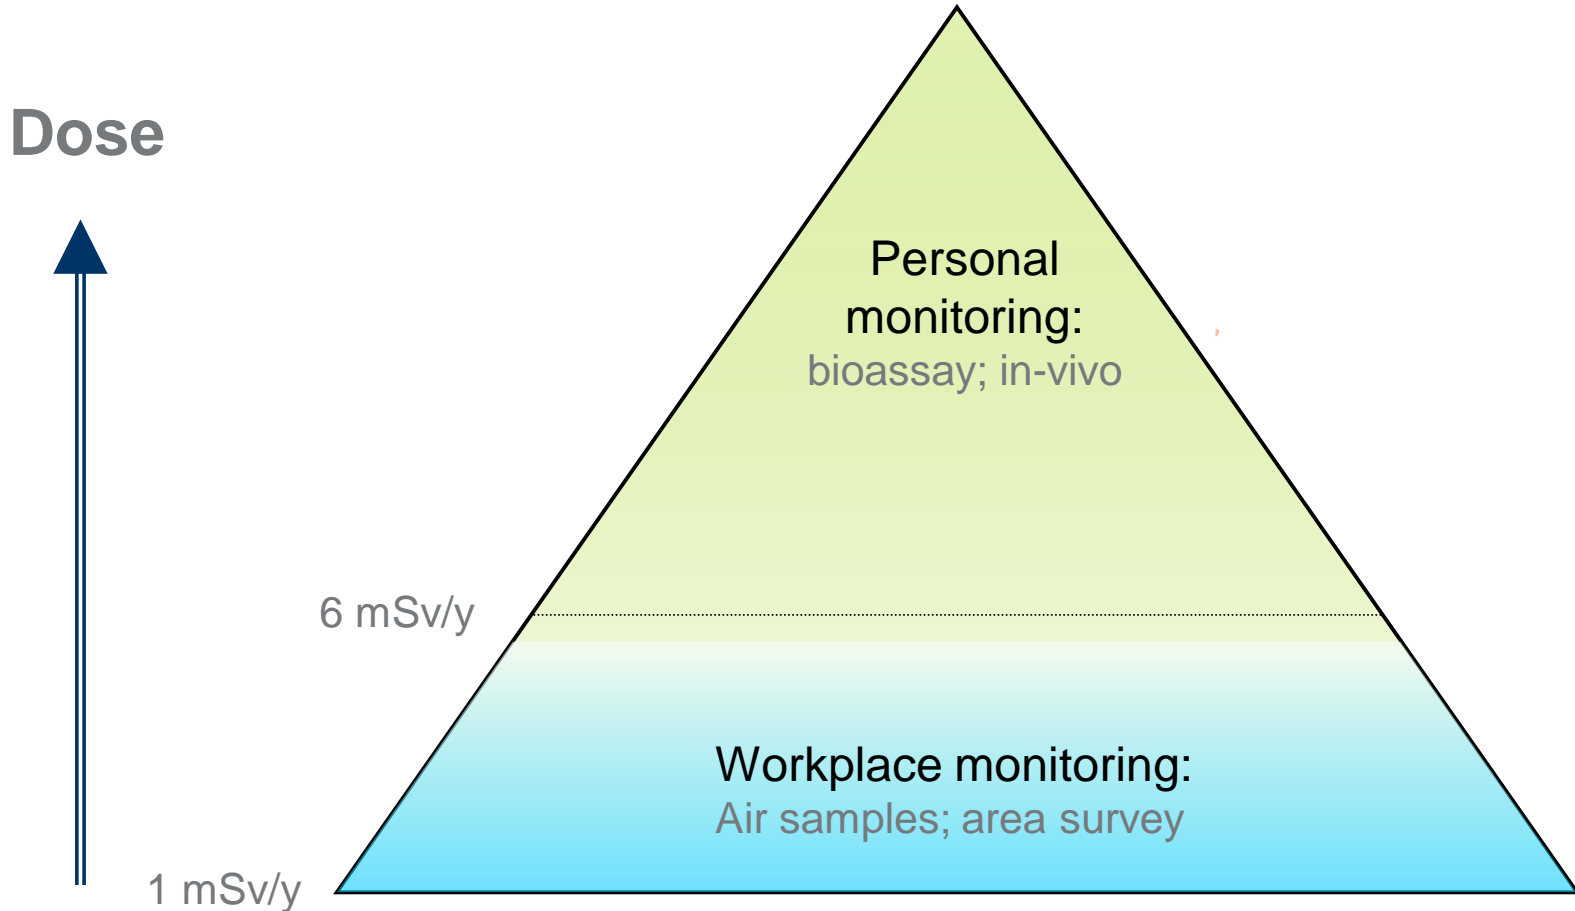 Dose
Personal
monitoring:
bioassay; in-vivo
6 mSv/y
Workplace monitoring:
Air samples; area survey
1 mSv/y